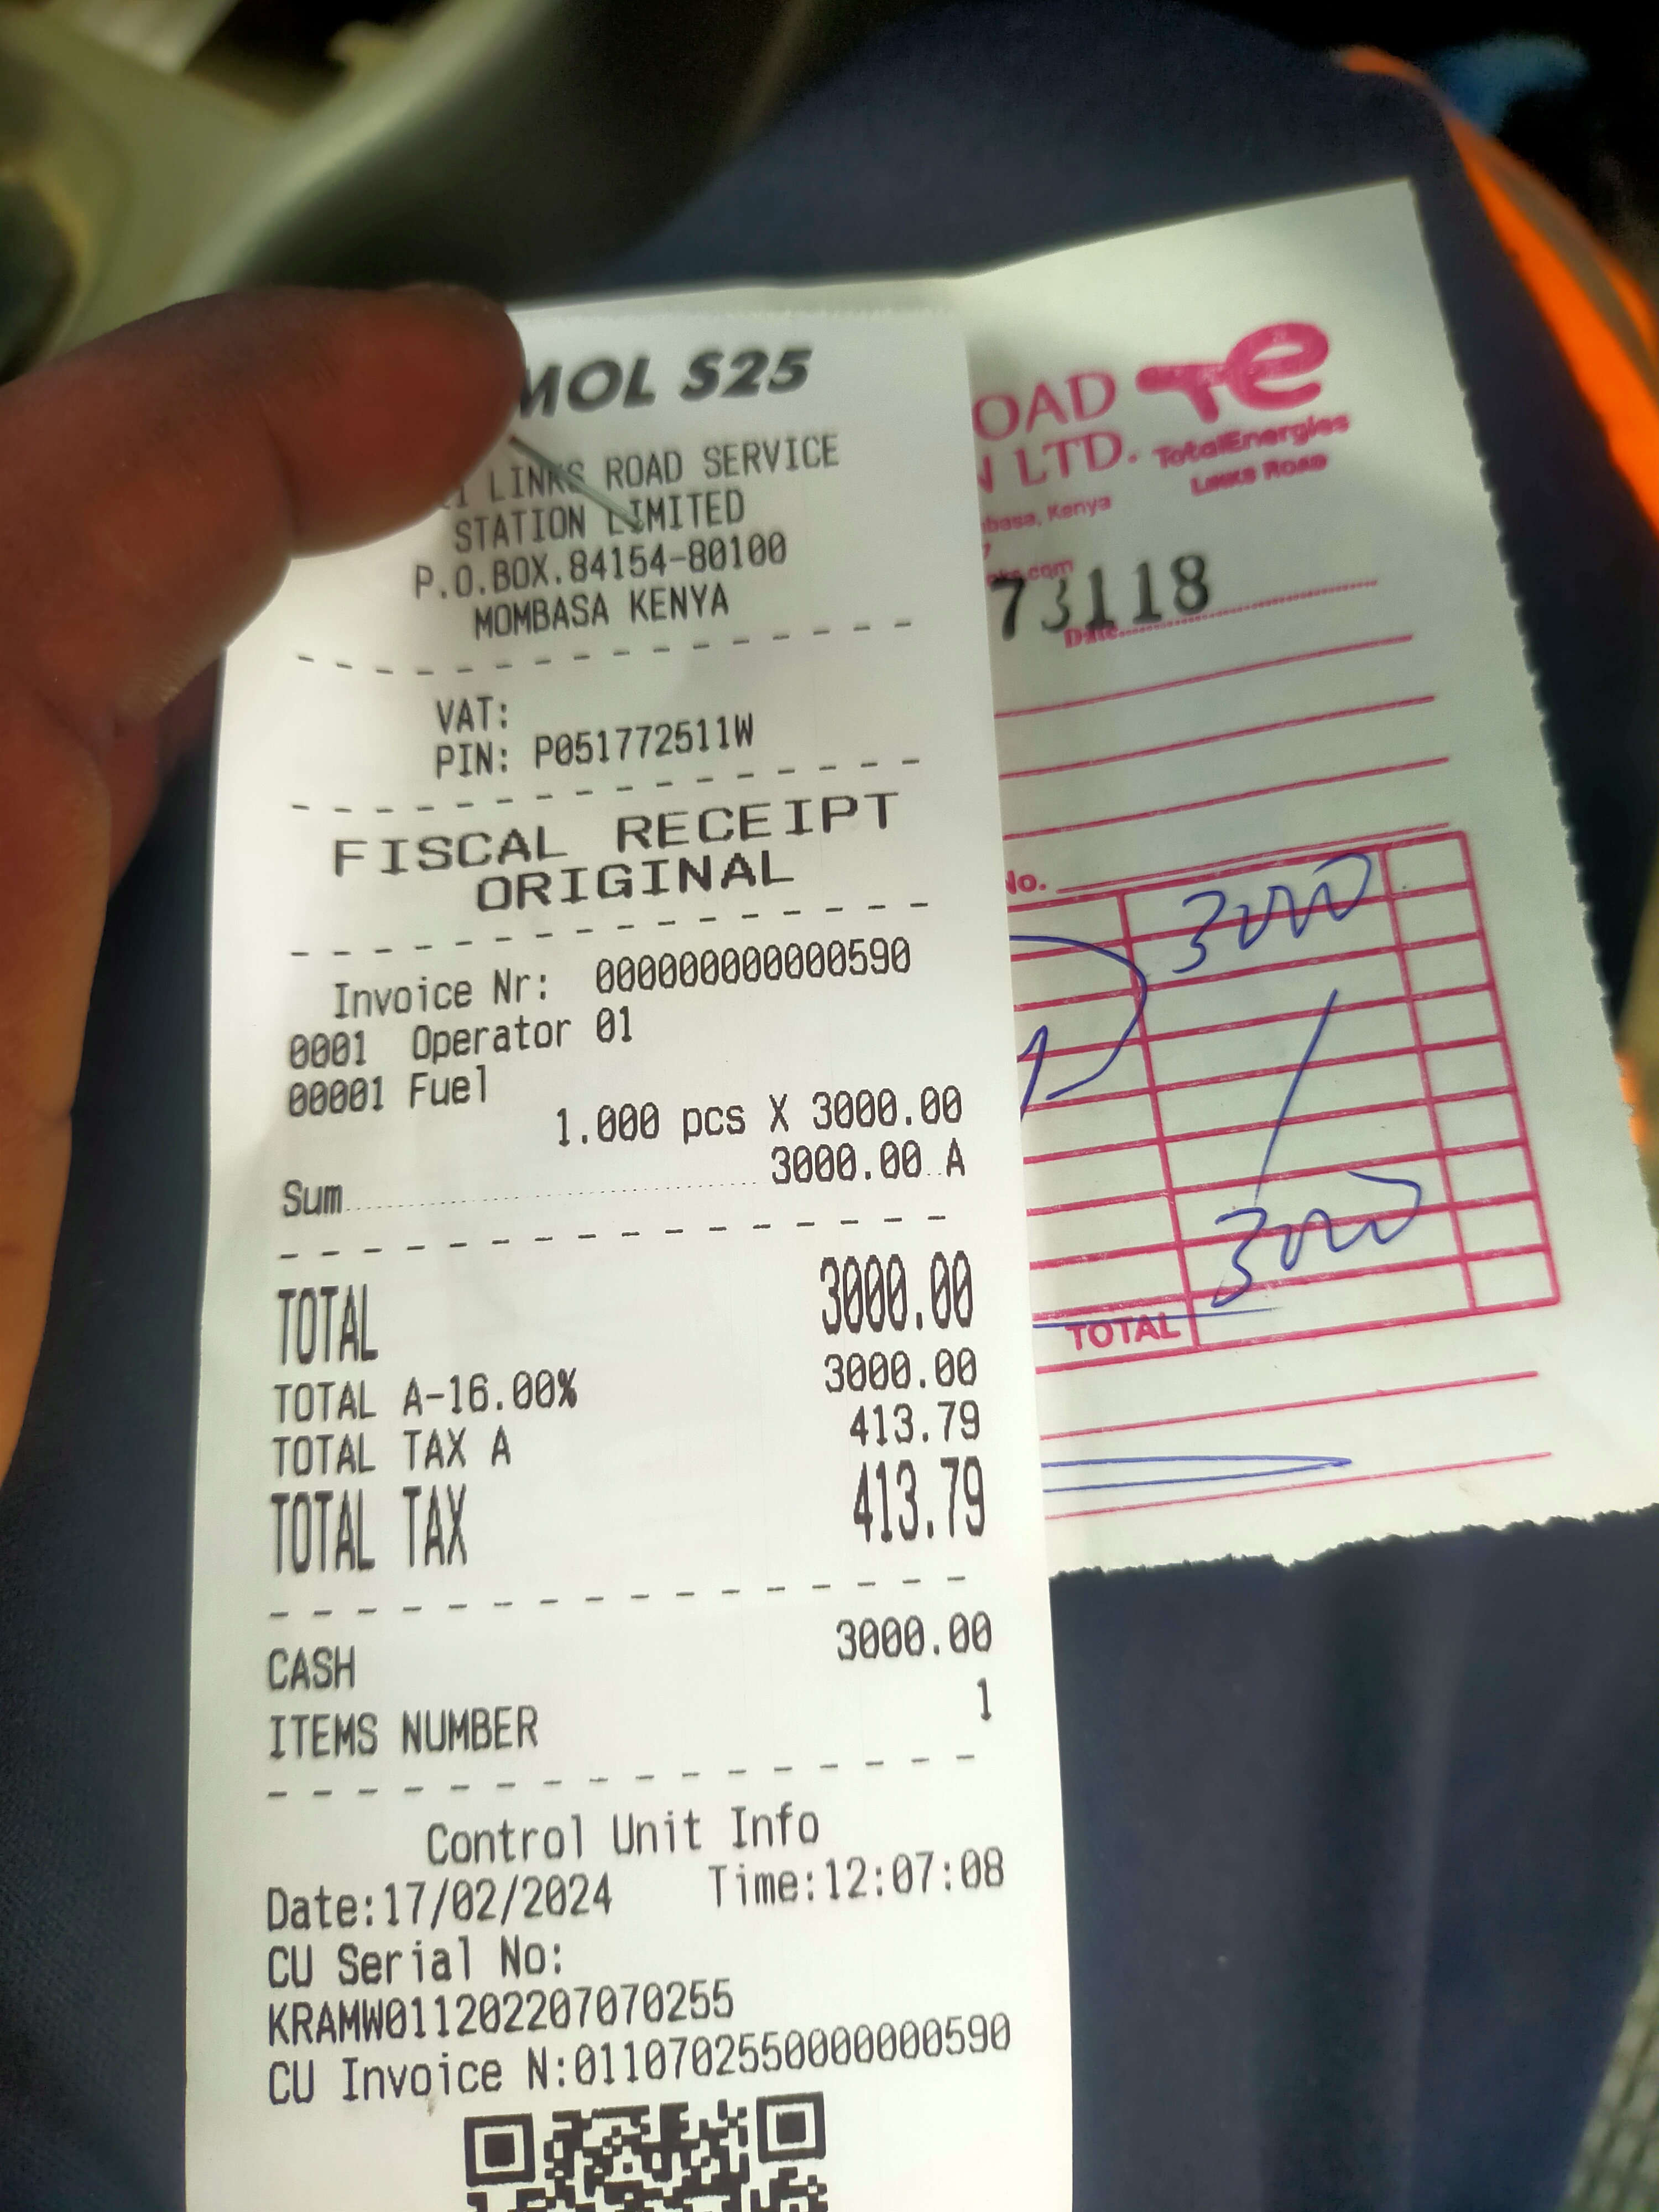 MOL S25
LINKS ROAD SERVICE
STATION LIMITED
P.O.BOX.84154-80100
MOMBASA KENYA
VAT:
PIN: P051772511W
FISCAL RECEIPT
ORIGINAL
Invoice Nr: 000000000000590
0001 Operator 01
00001 Fuel
1.000 pcs X 3000.00
3000.00 A
Sum
TOTAL 3000.00
TOTAL A-16.00% 3000.00
TOTAL TAX A 413.79
TOTAL TAX 413.79
CASH 3000.00
ITEMS NUMBER 1
Control Unit Info
Date:17/02/2024 Time:12:07:08
CU Serial No:
KRAMW011202207070255
CU Invoice N:0110702550000000590
OAD
LTD.
TotalEnergies
LINKS ROAD
basa, Kenya
73118
Date
No.
3000
3000
TOTAL